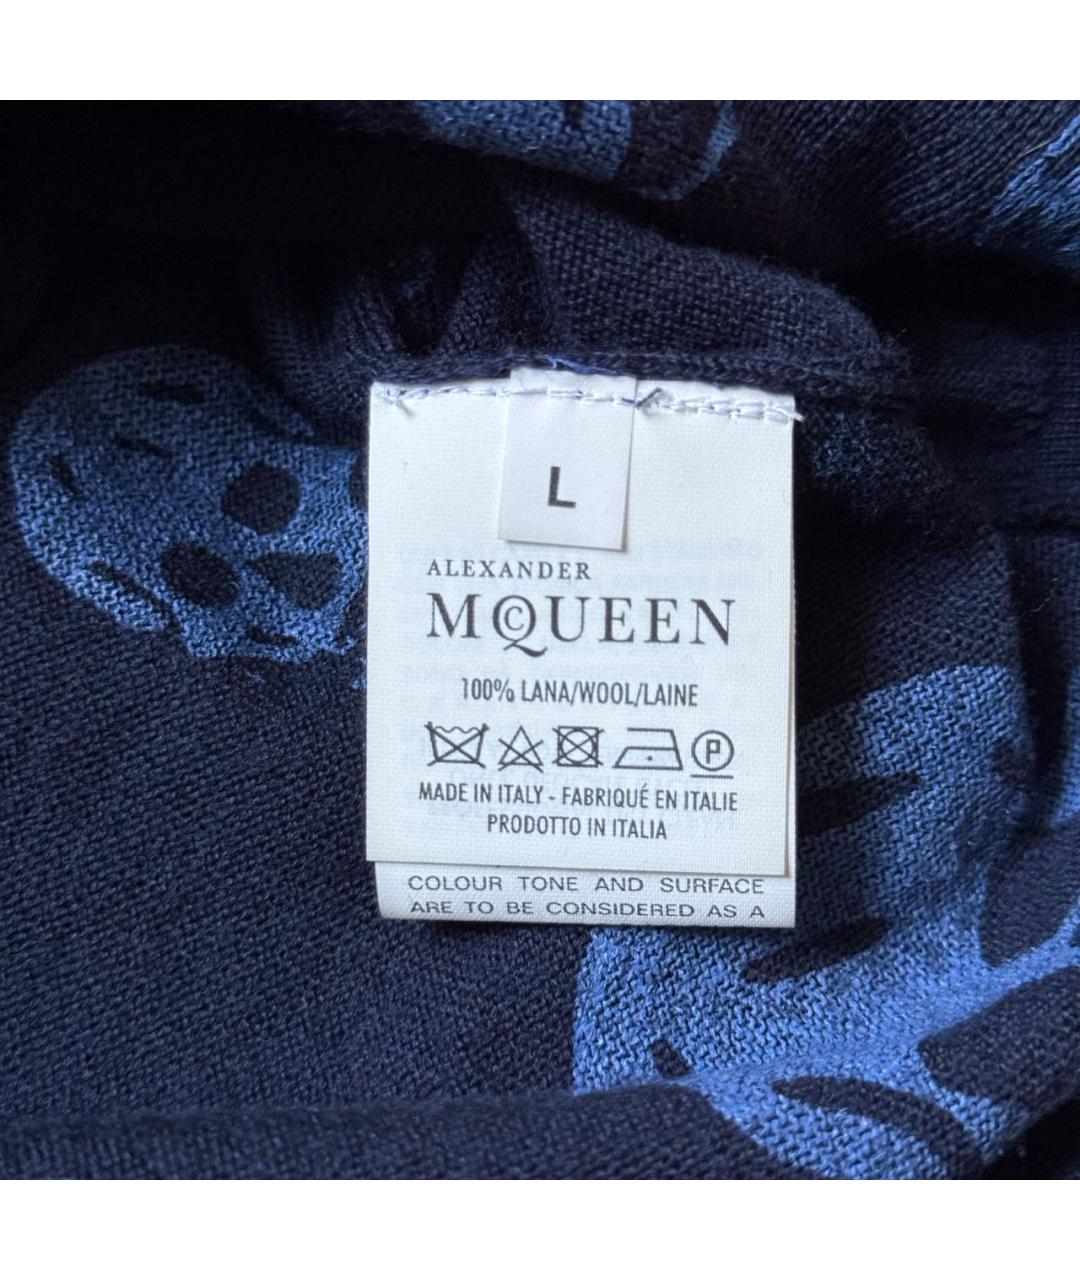 L
ALEXANDER
McQUEEN
100% LANA/WOOL/LAINE
P
MADE IN ITALY - FABRIQUÉ EN ITALIE
PRODOTTO IN ITALIA
COLOUR TONE AND SURFACE
ARE TO BE CONSIDERED AS A